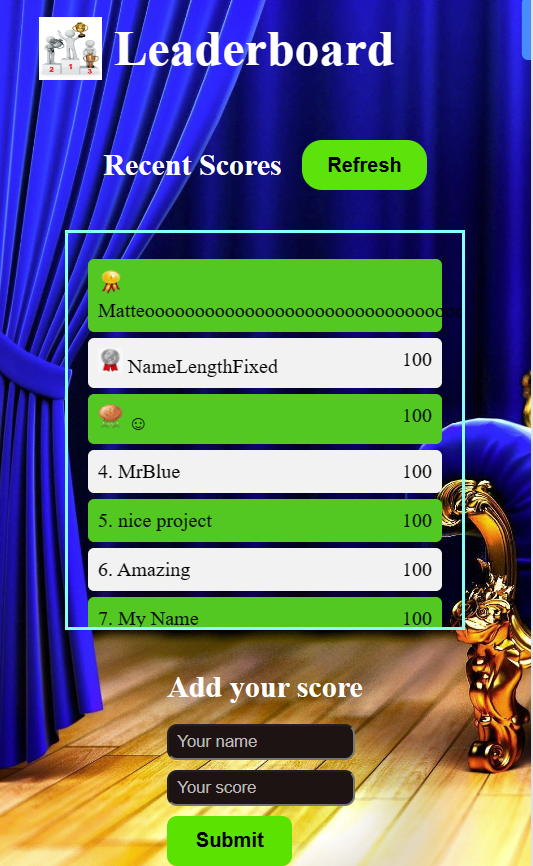 2 1 3
Leaderboard
Recent Scores
Refresh
Matteoooooooooooooooooooooooooooooooo
NameLengthFixed 100
☺ 100
4. MrBlue 100
5. nice project 100
6. Amazing 100
7. My Name 100
Add your score
Your name
Your score
Submit